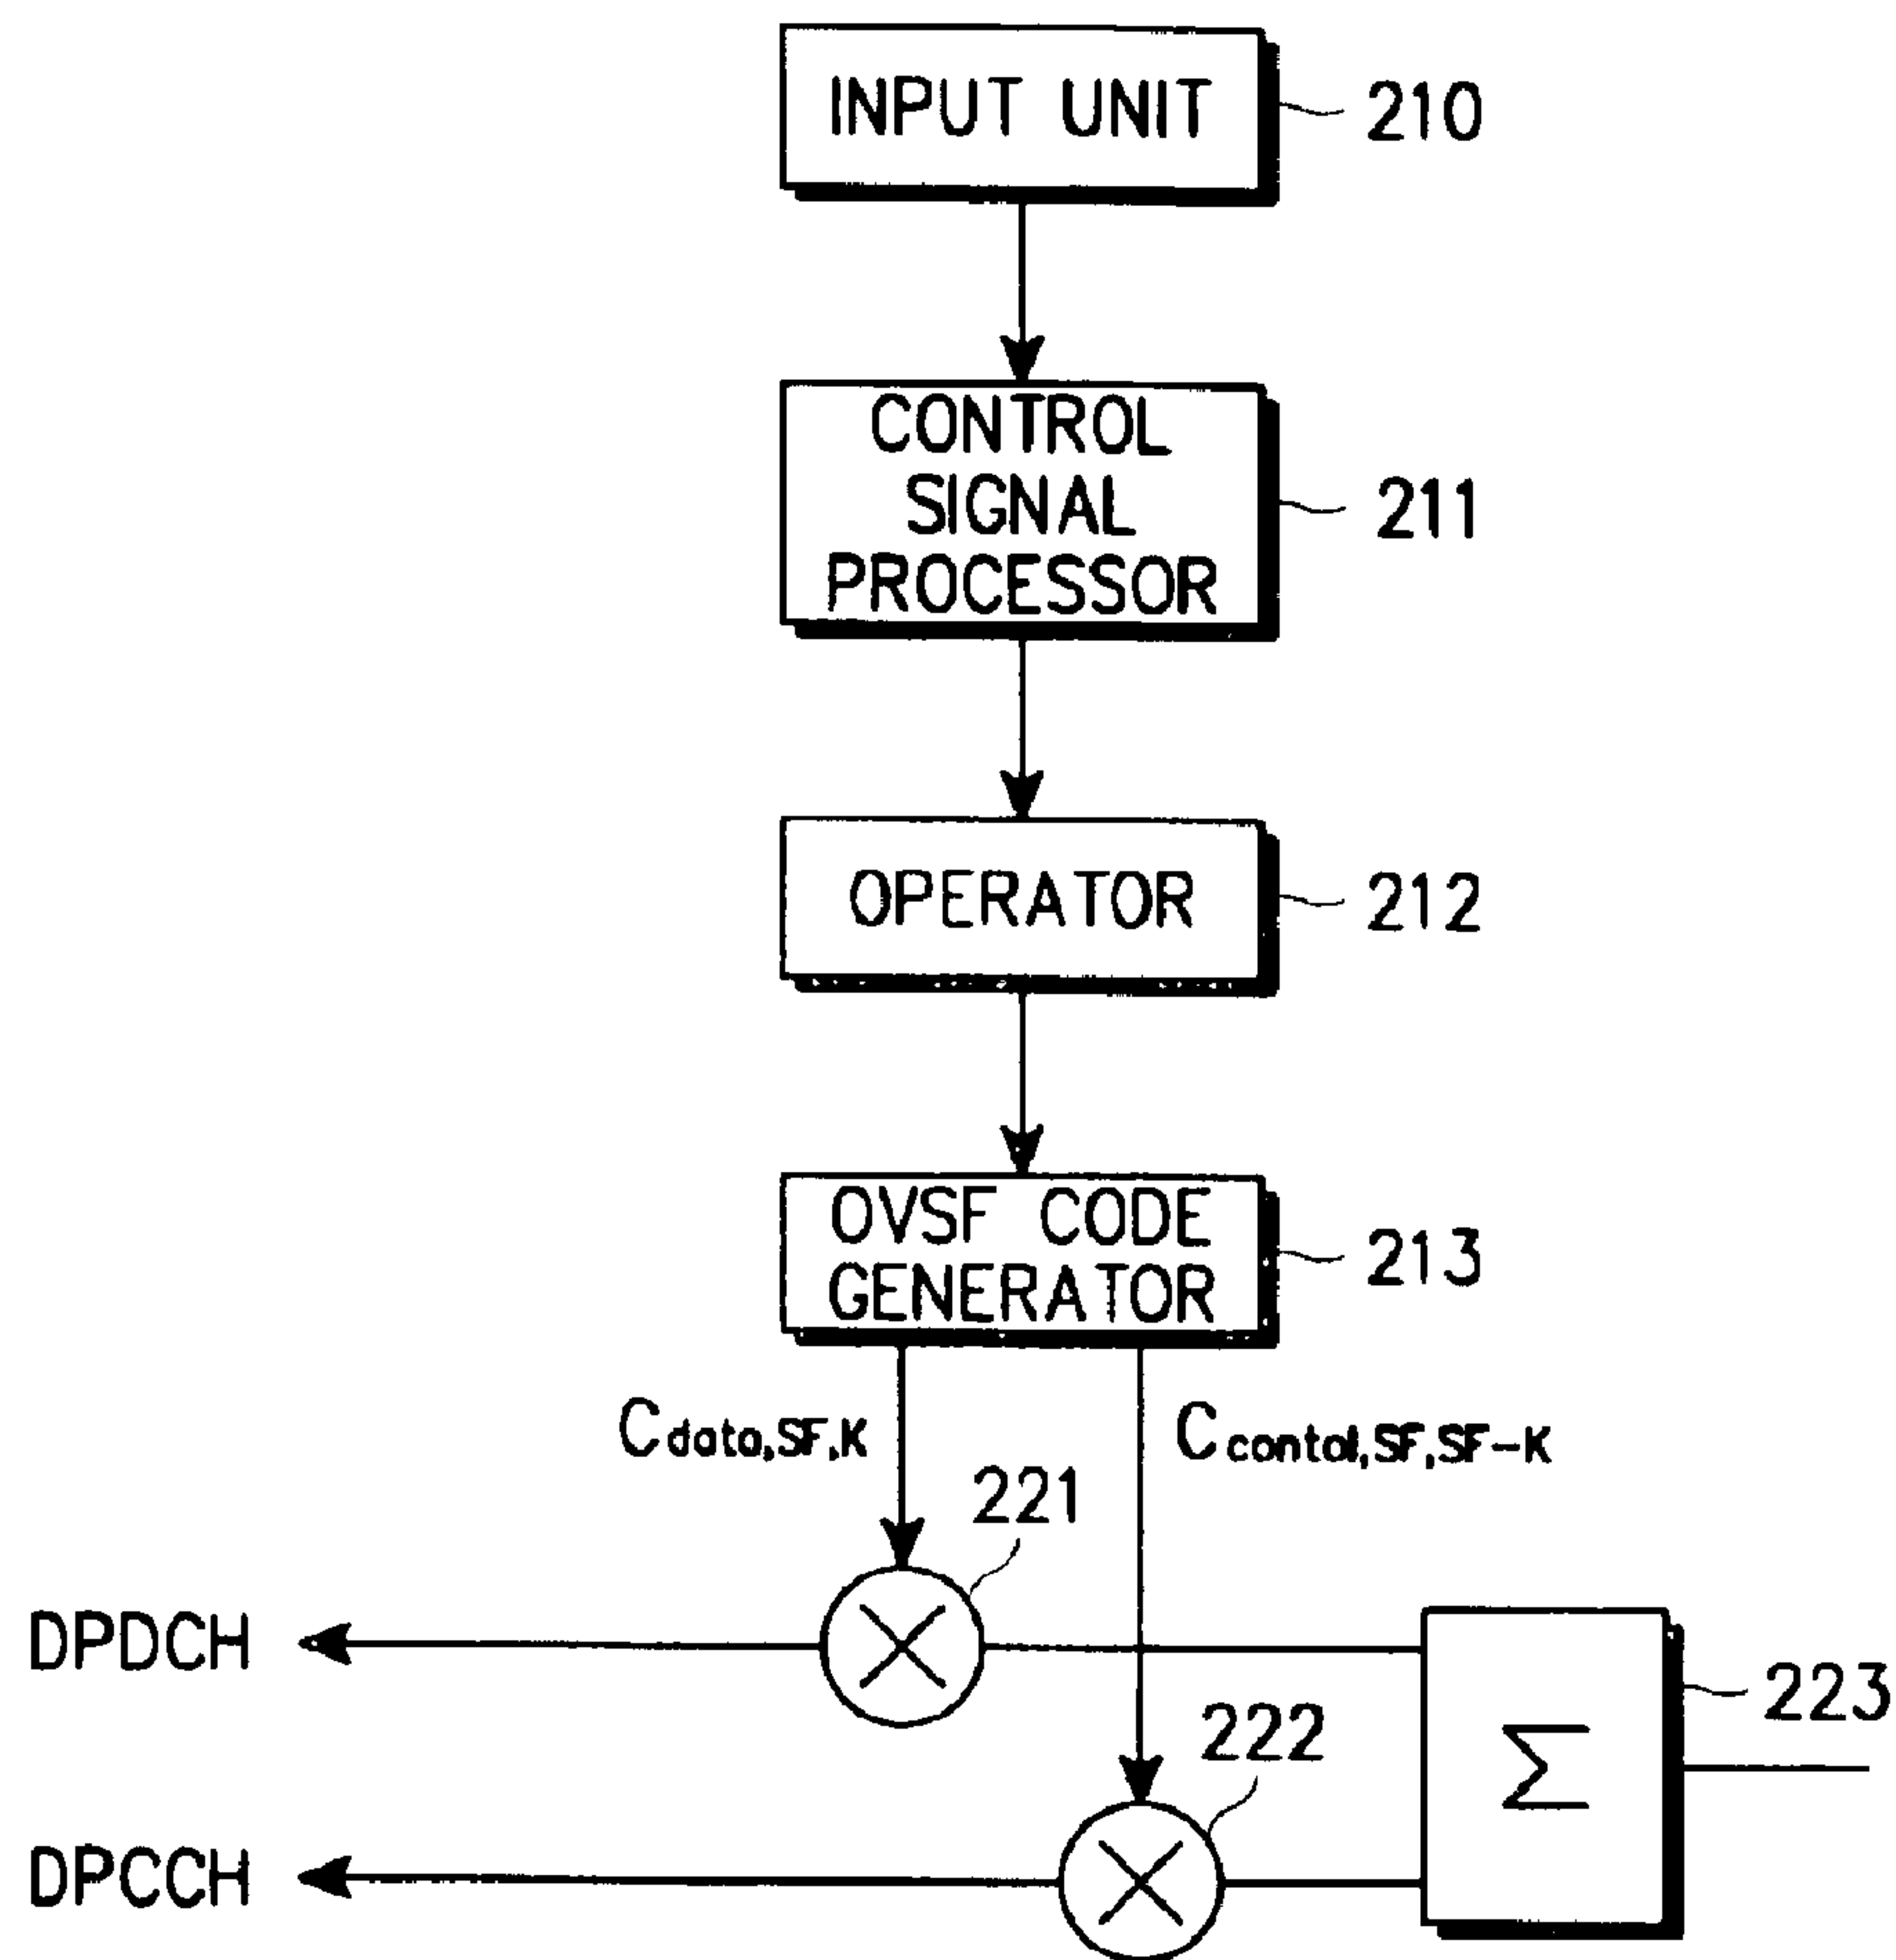 INPUT UNIT
210
CONTROL
SIGNAL
PROCESSOR
211
OPERATOR
212
OVSF CODE
GENERATOR
213
Cdata,SF,K
Ccontol,SF,SF-K
221
DPDCH
222
223
Σ
DPCCH